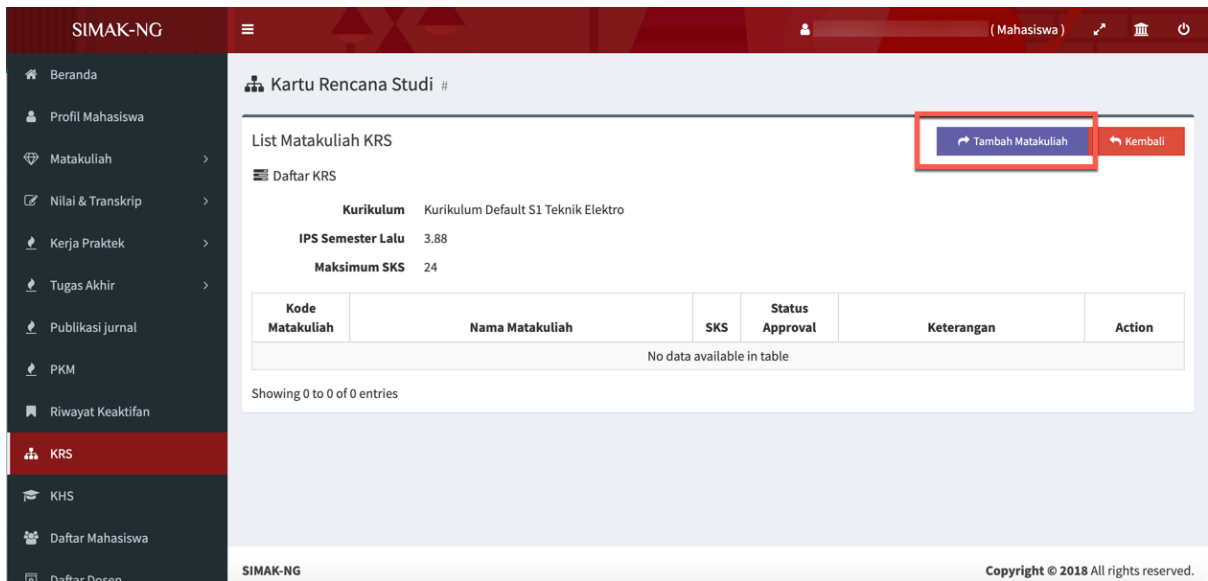 SIMAK-NG
( Mahasiswa )
Beranda
Profil Mahasiswa
Matakuliah
Nilai & Transkrip
Kerja Praktek
Tugas Akhir
Publikasi jurnal
PKM
Riwayat Keaktifan
KRS
KHS
Daftar Mahasiswa
Daftar Dosen
Kartu Rencana Studi #
List Matakuliah KRS
Tambah Matakuliah
Kembali
Daftar KRS
Kurikulum Kurikulum Default S1 Teknik Elektro
IPS Semester Lalu 3.88
Maksimum SKS 24
Kode Matakuliah Nama Matakuliah SKS Status Approval Keterangan Action
No data available in table
Showing 0 to 0 of 0 entries
SIMAK-NG
Copyright © 2018 All rights reserved.